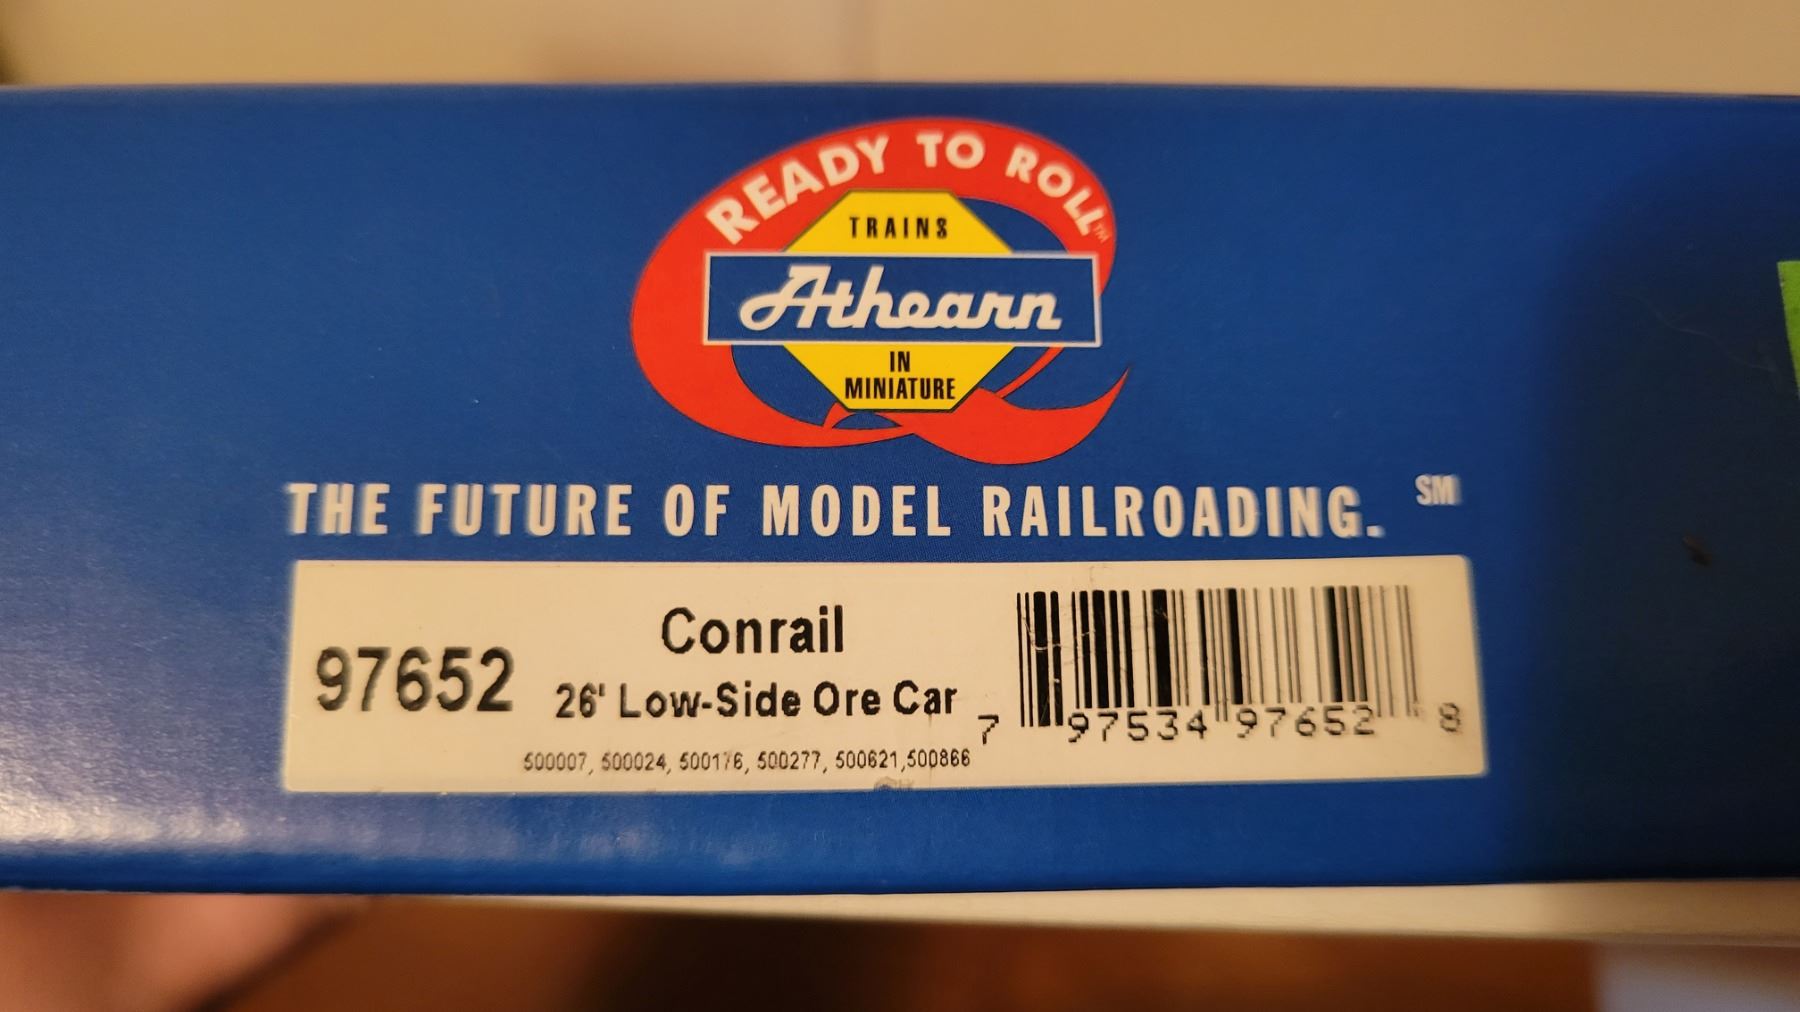 READY TO ROLL™
TRAINS
Athearn
IN
MINIATURE
THE FUTURE OF MODEL RAILROADING. SM
97652
Conrail
26' Low-Side Ore Car
500007, 500024, 500176, 500277, 500621,500866
7 97534 97652 8